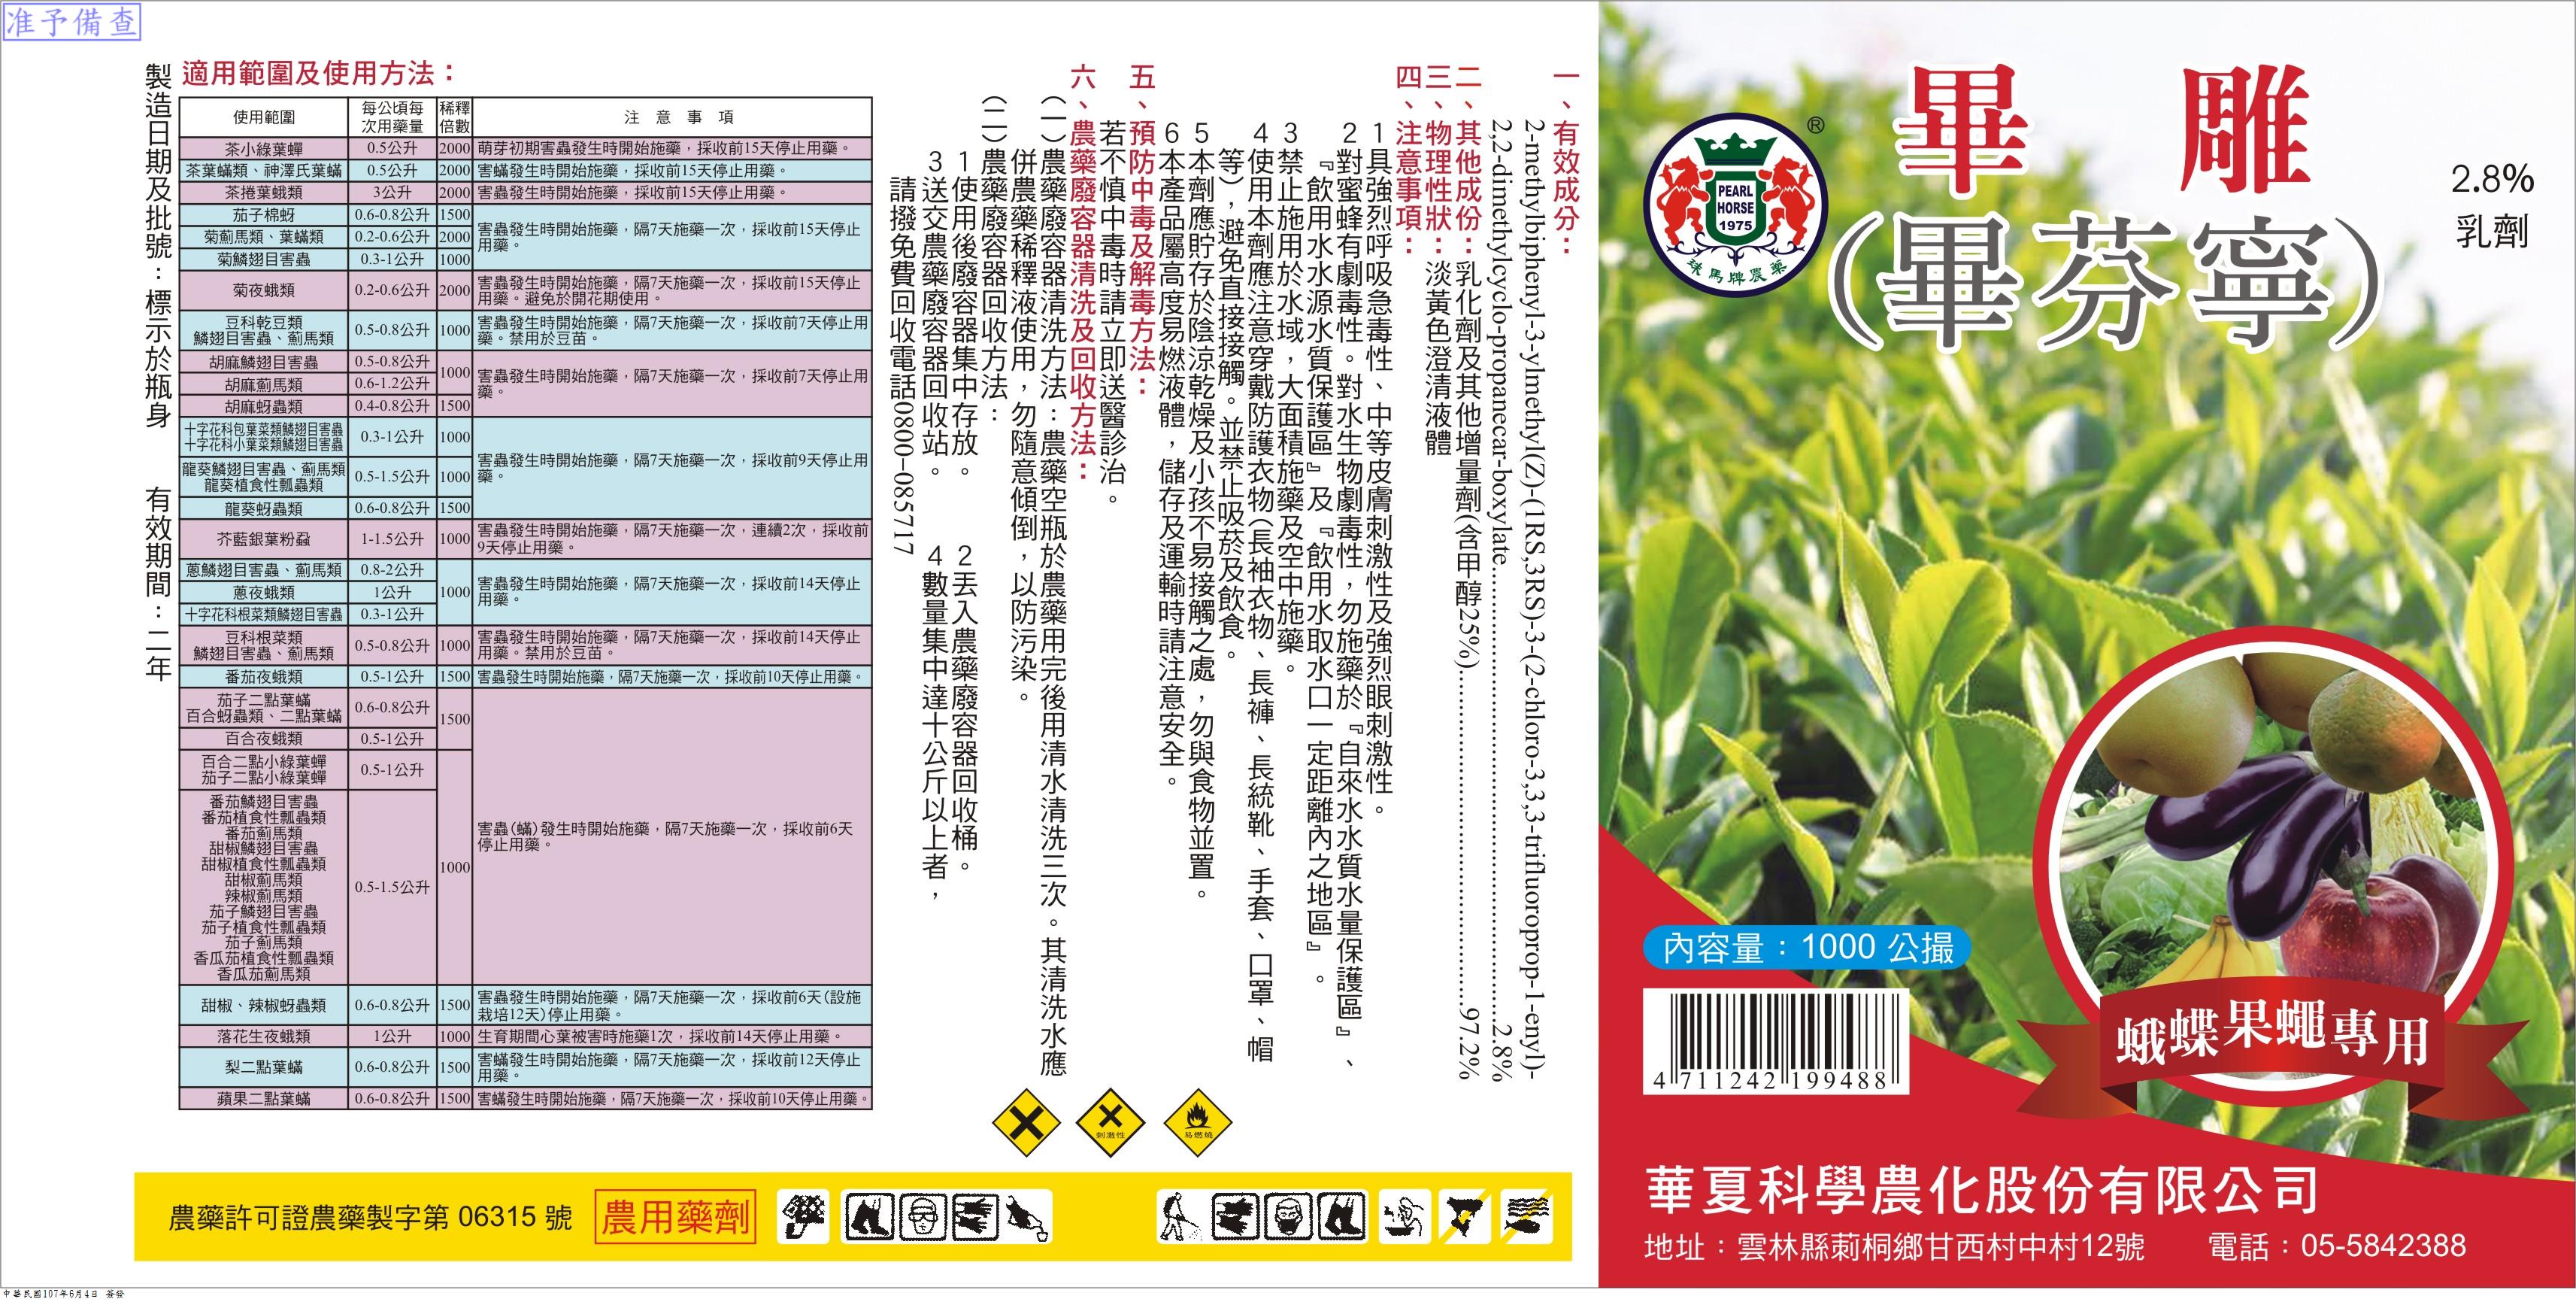 准予備查
畢 雕
(畢芬寧)
2.8%
乳劑
®
PEARL
HORSE
1975
珠馬牌農藥
內容量：1000 公撮
4 711242 199488
蛾蝶果蠅專用
華夏科學農化股份有限公司
地址：雲林縣莿桐鄉甘西村中村12號 電話：05-5842388
一、有效成分：
2-methylbiphenyl-3-ylmethyl(Z)-(1RS,3RS)-3-(2-chloro-3,3,3-trifluoroprop-1-enyl)-
2,2-dimethylcyclo-propanecar-boxylate..........2.8%
二、其他成份：乳化劑及其他增量劑(含甲醇25%)..........97.2%
三、物理性狀：淡黃色澄清液體
四、注意事項：
1具強烈呼吸急毒性、中等皮膚刺激性及強烈眼刺激性。
2對蜜蜂有劇毒性。對水生物劇毒性，勿施藥於『自來水水質水量保護區』、
『飲用水水源水質保護區』及『飲用水取水口一定距離內之地區』。
3禁止施用於水域，大面積施藥及空中施藥。
4使用本劑應注意穿戴防護衣物(長袖衣物、長褲、長統靴、手套、口罩、帽
等)，避免直接接觸。並禁止吸菸及飲食。
5本劑應貯存於陰涼乾燥及小孩不易接觸之處，勿與食物並置。
6本產品屬高度易燃液體，儲存及運輸時請注意安全。
五、預防中毒及解毒方法：
若不慎中毒時請立即送醫診治。
六、農藥廢容器清洗及回收方法：
(一)農藥廢容器清洗方法：農藥空瓶於農藥用完後用清水清洗三次。其清洗水應
併農藥稀釋液使用，勿隨意傾倒，以防污染。
(二)農藥廢容器回收方法：
1使用後廢容器集中存放。 2丟入農藥廢容器回收桶。
3送交農藥廢容器回收站。 4數量集中達十公斤以上者，
請撥免費回收電話0800-085717
刺激性
易燃燒
適用範圍及使用方法：
使用範圍 每公頃每次用藥量 稀釋倍數 注 意 事 項
茶小綠葉蟬 0.5公升 2000 萌芽初期害蟲發生時開始施藥，採收前15天停止用藥。
茶葉蟎類、神澤氏葉蟎 0.5公升 2000 害蟎發生時開始施藥，採收前15天停止用藥。
茶捲葉蛾類 3公升 2000 害蟲發生時開始施藥，採收前15天停止用藥。
茄子棉蚜 0.6-0.8公升 1500
菊薊馬類、葉蟎類 0.2-0.6公升 2000 害蟲發生時開始施藥，隔7天施藥一次，採收前15天停止用藥。
菊鱗翅目害蟲 0.3-1公升 1000
菊夜蛾類 0.2-0.6公升 2000 害蟲發生時開始施藥，隔7天施藥一次，採收前15天停止用藥。避免於開花期使用。
豆科乾豆類
鱗翅目害蟲、薊馬類 0.5-0.8公升 1000 害蟲發生時開始施藥，隔7天施藥一次，採收前7天停止用藥。禁用於豆苗。
胡麻鱗翅目害蟲 0.5-0.8公升 1000
胡麻薊馬類 0.6-1.2公升 害蟲發生時開始施藥，隔7天施藥一次，採收前7天停止用藥。
胡麻蚜蟲類 0.4-0.8公升 1500
十字花科包葉菜類鱗翅目害蟲
十字花科小葉菜類鱗翅目害蟲 0.3-1公升 1000
龍葵鱗翅目害蟲、薊馬類
龍葵植食性瓢蟲類 0.5-1.5公升 1000 害蟲發生時開始施藥，隔7天施藥一次，採收前9天停止用藥。
龍葵蚜蟲類 0.6-0.8公升 1500
芥藍銀葉粉蝨 1-1.5公升 1000 害蟲發生時開始施藥，隔7天施藥一次，連續2次，採收前9天停止用藥。
蔥鱗翅目害蟲、薊馬類 0.8-2公升
蔥夜蛾類 1公升 1000 害蟲發生時開始施藥，隔7天施藥一次，採收前14天停止用藥。
十字花科根菜類鱗翅目害蟲 0.3-1公升
豆科根菜類
鱗翅目害蟲、薊馬類 0.5-0.8公升 1000 害蟲發生時開始施藥，隔7天施藥一次，採收前14天停止用藥。禁用於豆苗。
番茄夜蛾類 0.5-1公升 1500 害蟲發生時開始施藥，隔7天施藥一次，採收前10天停止用藥。
茄子二點葉蟎
百合蚜蟲類、二點葉蟎 0.6-0.8公升 1500
百合夜蛾類 0.5-1公升
百合二點小綠葉蟬
茄子二點小綠葉蟬 0.5-1公升
番茄鱗翅目害蟲
番茄植食性瓢蟲類
番茄薊馬類
甜椒鱗翅目害蟲
甜椒植食性瓢蟲類
甜椒薊馬類
辣椒薊馬類
茄子鱗翅目害蟲
茄子植食性瓢蟲類
茄子薊馬類
香瓜茄植食性瓢蟲類
香瓜茄薊馬類
0.5-1.5公升 1000 害蟲(蟎)發生時開始施藥，隔7天施藥一次，採收前6天停止用藥。
甜椒、辣椒蚜蟲類 0.6-0.8公升 1500 害蟲發生時開始施藥，隔7天施藥一次，採收前6天(設施栽培12天)停止用藥。
落花生夜蛾類 1公升 1000 生育期間心葉被害時施藥1次，採收前14天停止用藥。
梨二點葉蟎 0.6-0.8公升 1500 害蟎發生時開始施藥，隔7天施藥一次，採收前12天停止用藥。
蘋果二點葉蟎 0.6-0.8公升 1500 害蟎發生時開始施藥，隔7天施藥一次，採收前10天停止用藥。
製造日期及批號：標示於瓶身 有效期間：二年
農藥許可證農藥製字第 06315 號
農用藥劑
中華民國107年6月4日 簽發